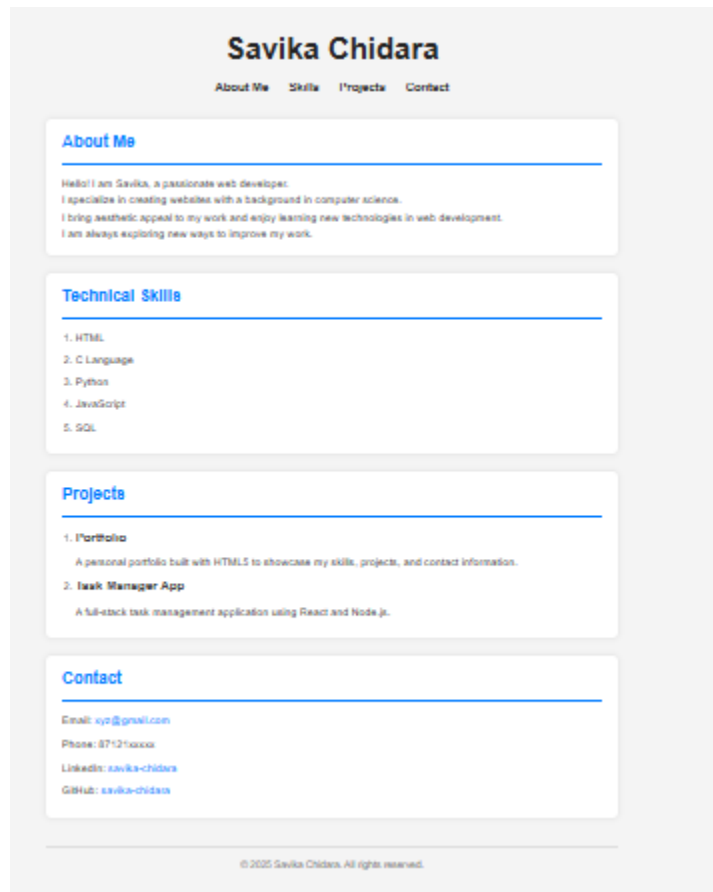 Savika Chidara
About Me Skills Projects Contact
About Me
Hello! I am Savika, a passionate web developer.
I specialize in creating websites with a background in computer science.
I bring aesthetic appeal to my work and enjoy learning new technologies in web development.
I am always exploring new ways to improve my work.
Technical Skills
1. HTML
2. C Language
3. Python
4. JavaScript
5. SQL
Projects
1. Portfolio
A personal portfolio built with HTML5 to showcase my skills, projects, and contact information.
2. Task Manager App
A full-stack task management application using React and Node.js.
Contact
Email: xyz@gmail.com
Phone: 87121xxxxx
LinkedIn: savika-chidara
GitHub: savika-chidara
© 2025 Savika Chidara. All rights reserved.